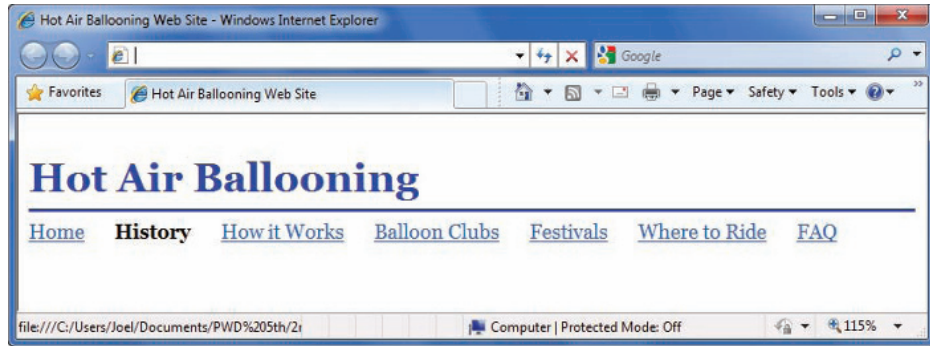 Hot Air Ballooning Web Site - Windows Internet Explorer
Google
Favorites Hot Air Ballooning Web Site Page Safety Tools
Hot Air Ballooning
Home History How it Works Balloon Clubs Festivals Where to Ride FAQ
file:///C:/Users/Joel/Documents/PWD%205th/2 Computer | Protected Mode: Off 115%